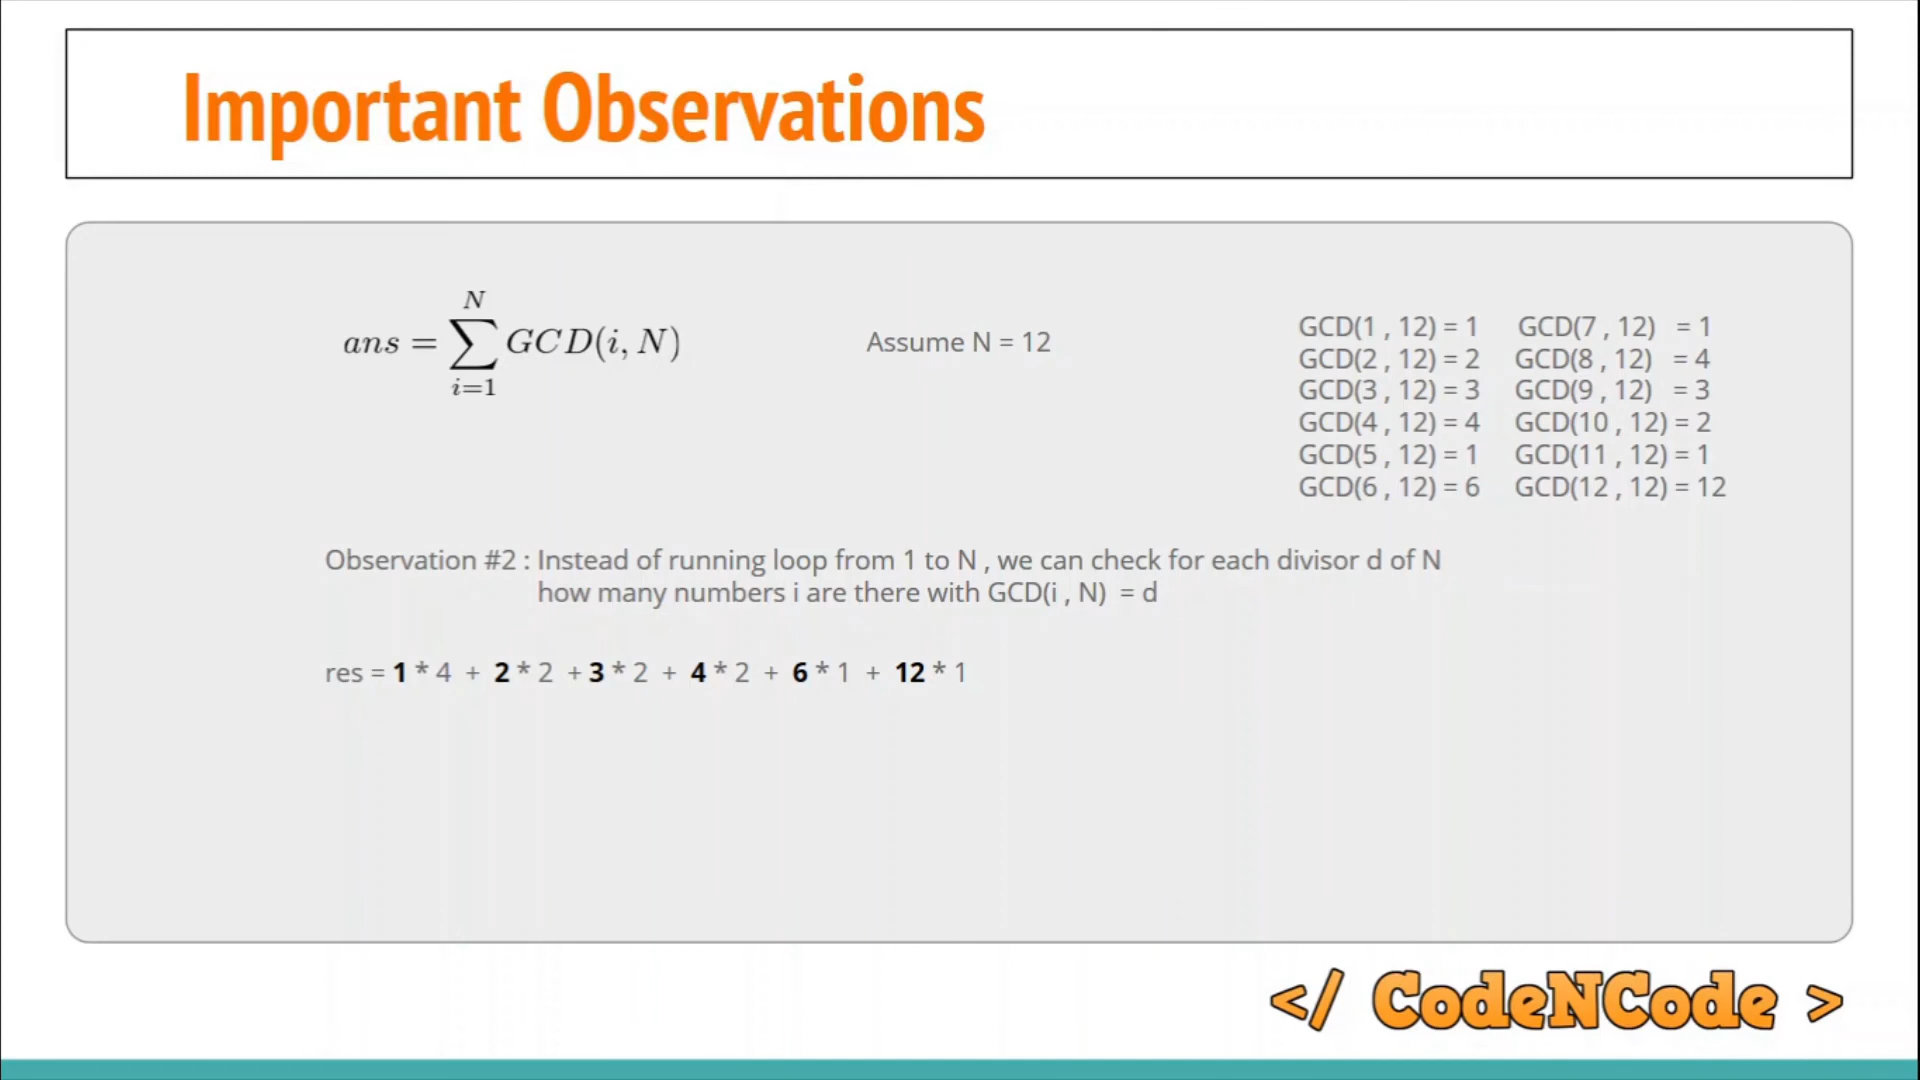 Important Observations
ans = \sum_{i=1}^{N} GCD(i, N)
Assume N = 12
GCD(1 , 12) = 1 GCD(7 , 12) = 1
GCD(2 , 12) = 2 GCD(8 , 12) = 4
GCD(3 , 12) = 3 GCD(9 , 12) = 3
GCD(4 , 12) = 4 GCD(10 , 12) = 2
GCD(5 , 12) = 1 GCD(11 , 12) = 1
GCD(6 , 12) = 6 GCD(12 , 12) = 12
Observation #2 : Instead of running loop from 1 to N , we can check for each divisor d of N
how many numbers i are there with GCD(i , N) = d
res = 1 * 4 + 2 * 2 + 3 * 2 + 4 * 2 + 6 * 1 + 12 * 1
</ CodeNCode >